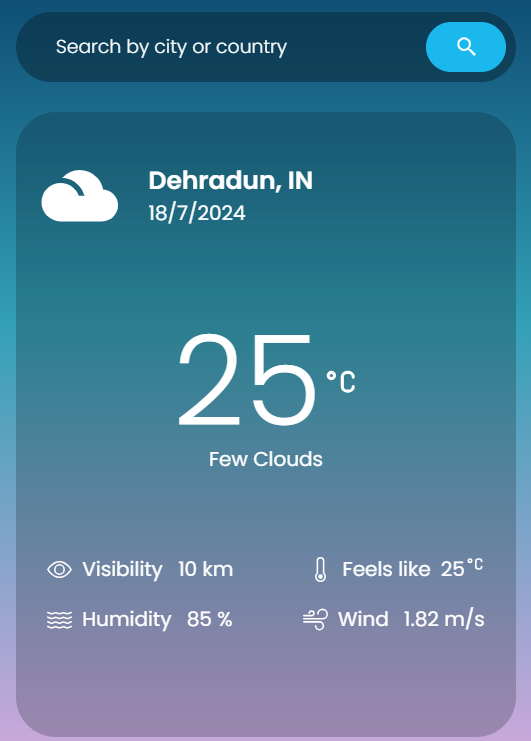 Search by city or country
Dehradun, IN
18/7/2024
25 °C
Few Clouds
Visibility 10 km Feels like 25°C
Humidity 85 % Wind 1.82 m/s